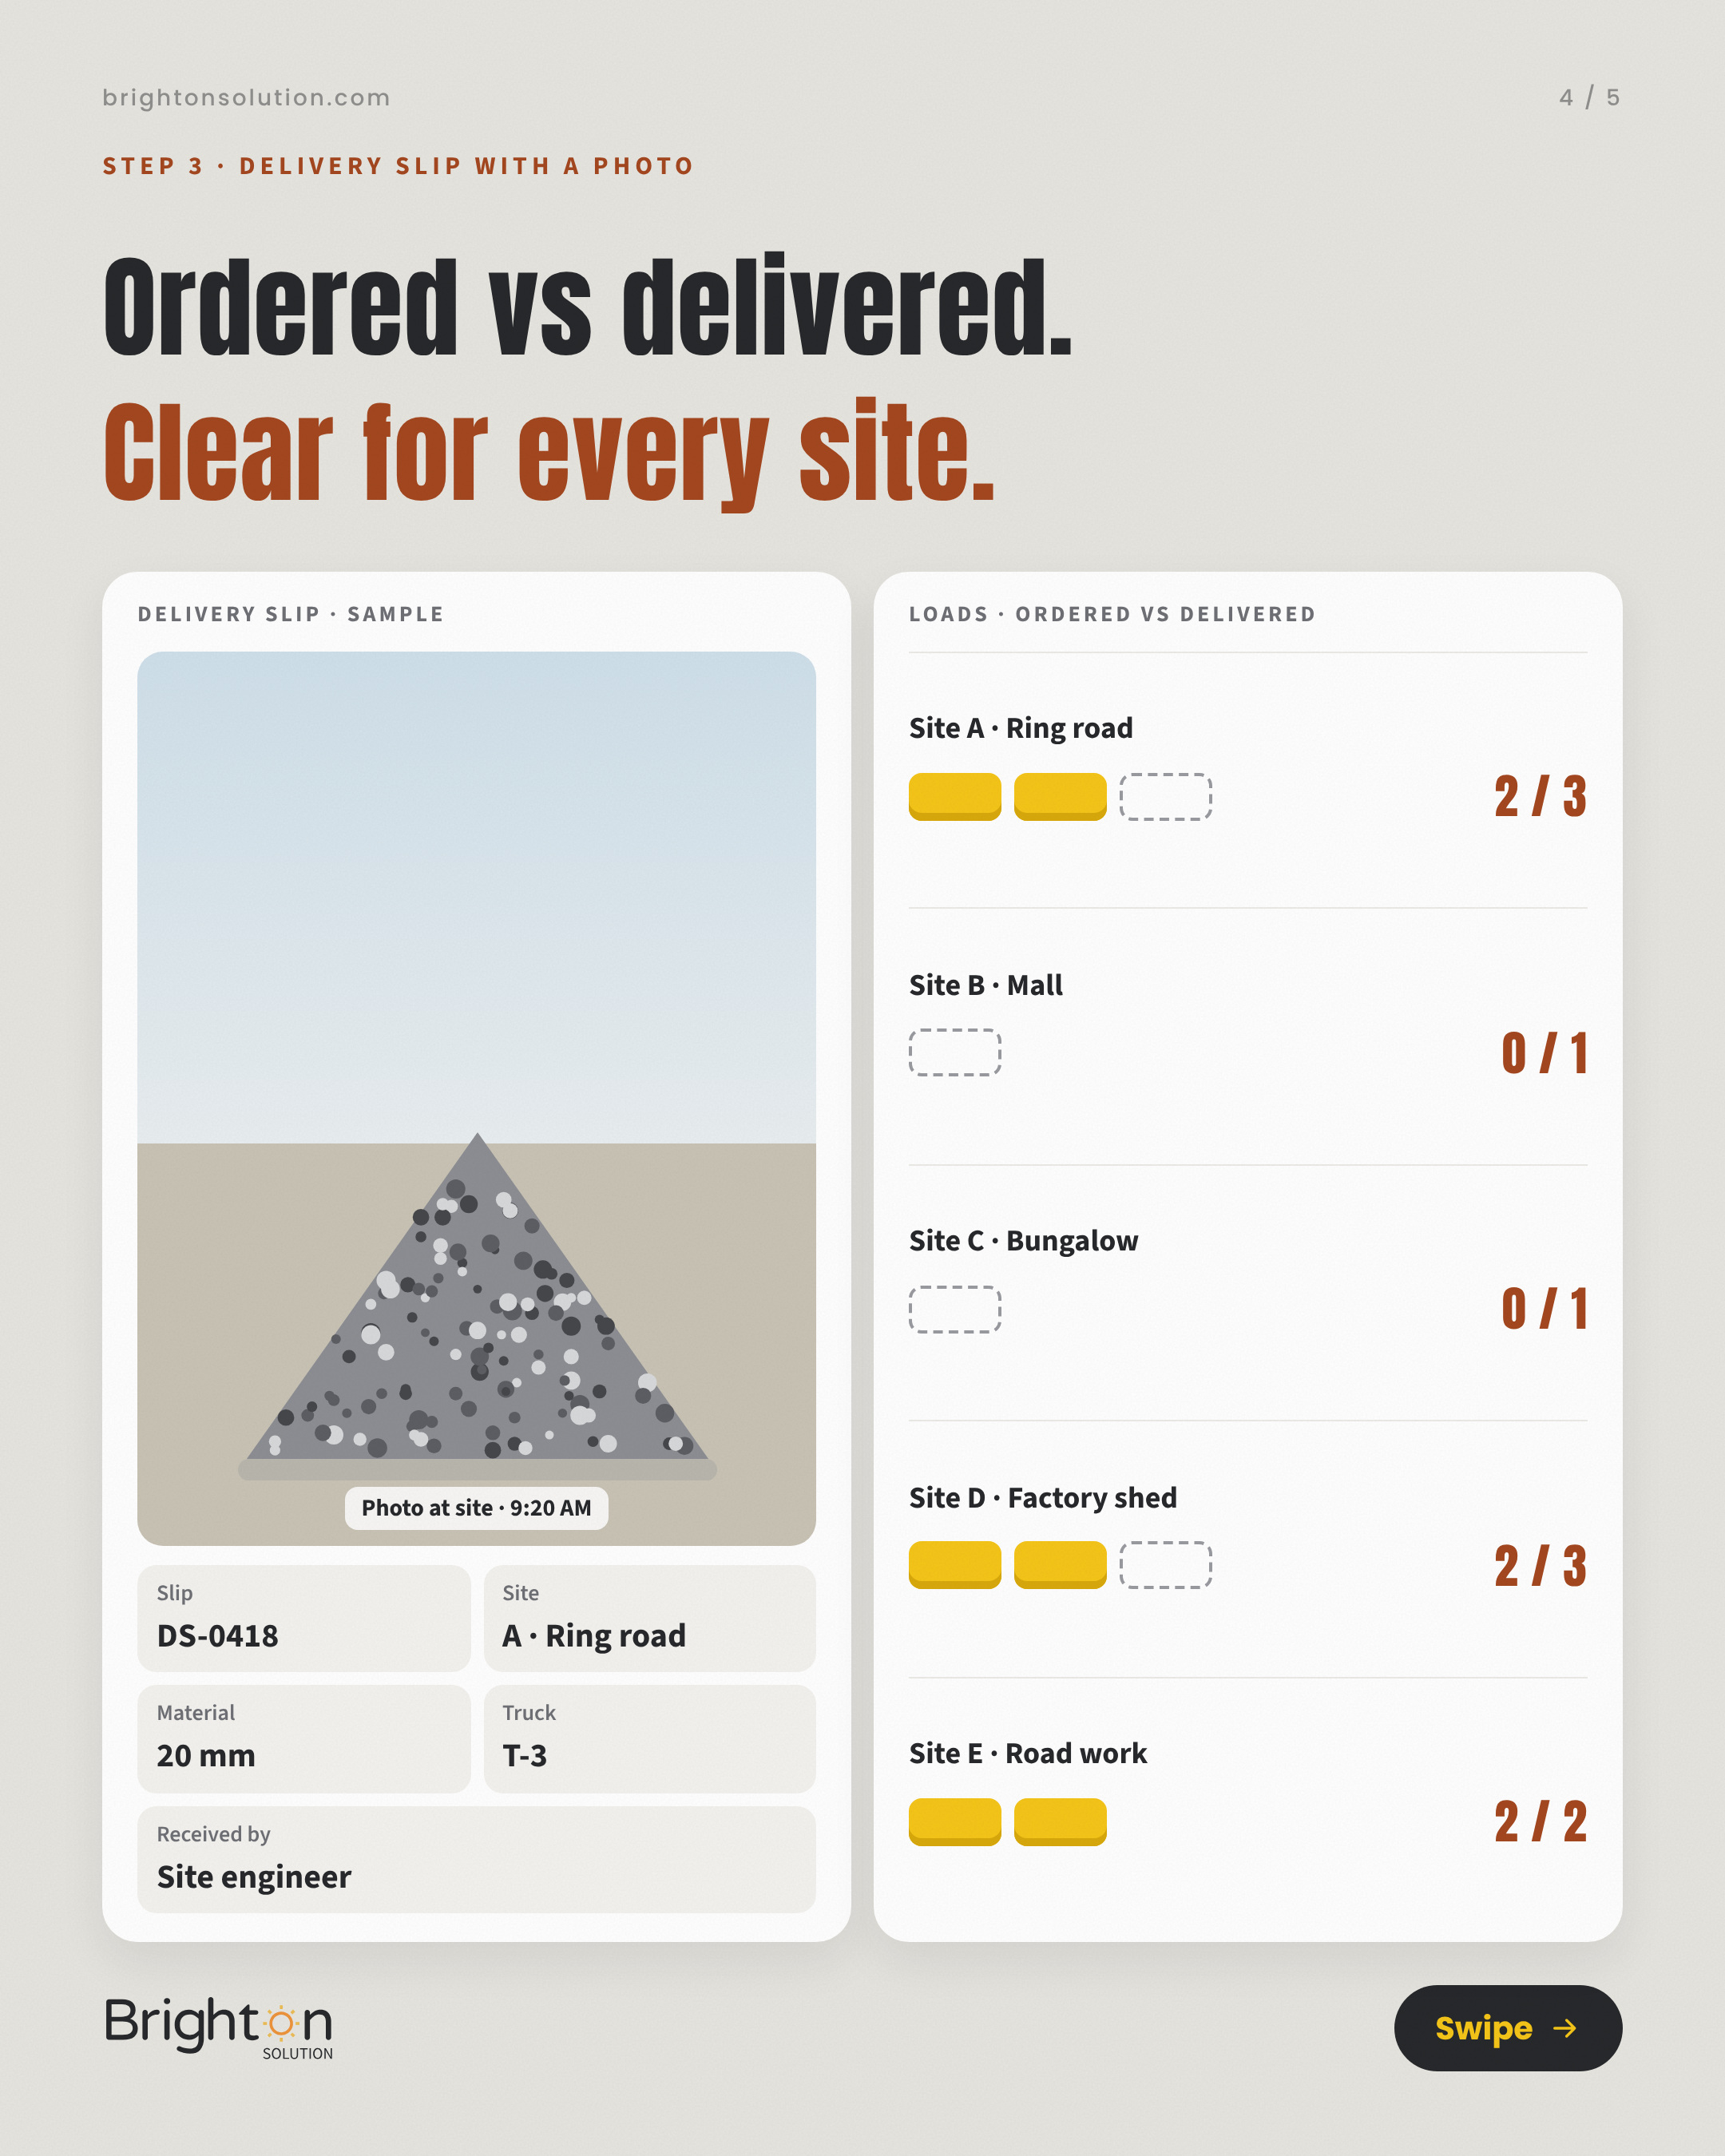 brightonsolution.com
4 / 5
STEP 3 · DELIVERY SLIP WITH A PHOTO
Ordered vs delivered.
Clear for every site.
DELIVERY SLIP · SAMPLE
Photo at site · 9:20 AM
Slip
DS-0418
Site
A · Ring road
Material
20 mm
Truck
T-3
Received by
Site engineer
LOADS · ORDERED VS DELIVERED
Site A · Ring road
2 / 3
Site B · Mall
0 / 1
Site C · Bungalow
0 / 1
Site D · Factory shed
2 / 3
Site E · Road work
2 / 2
Brighton
SOLUTION
Swipe →